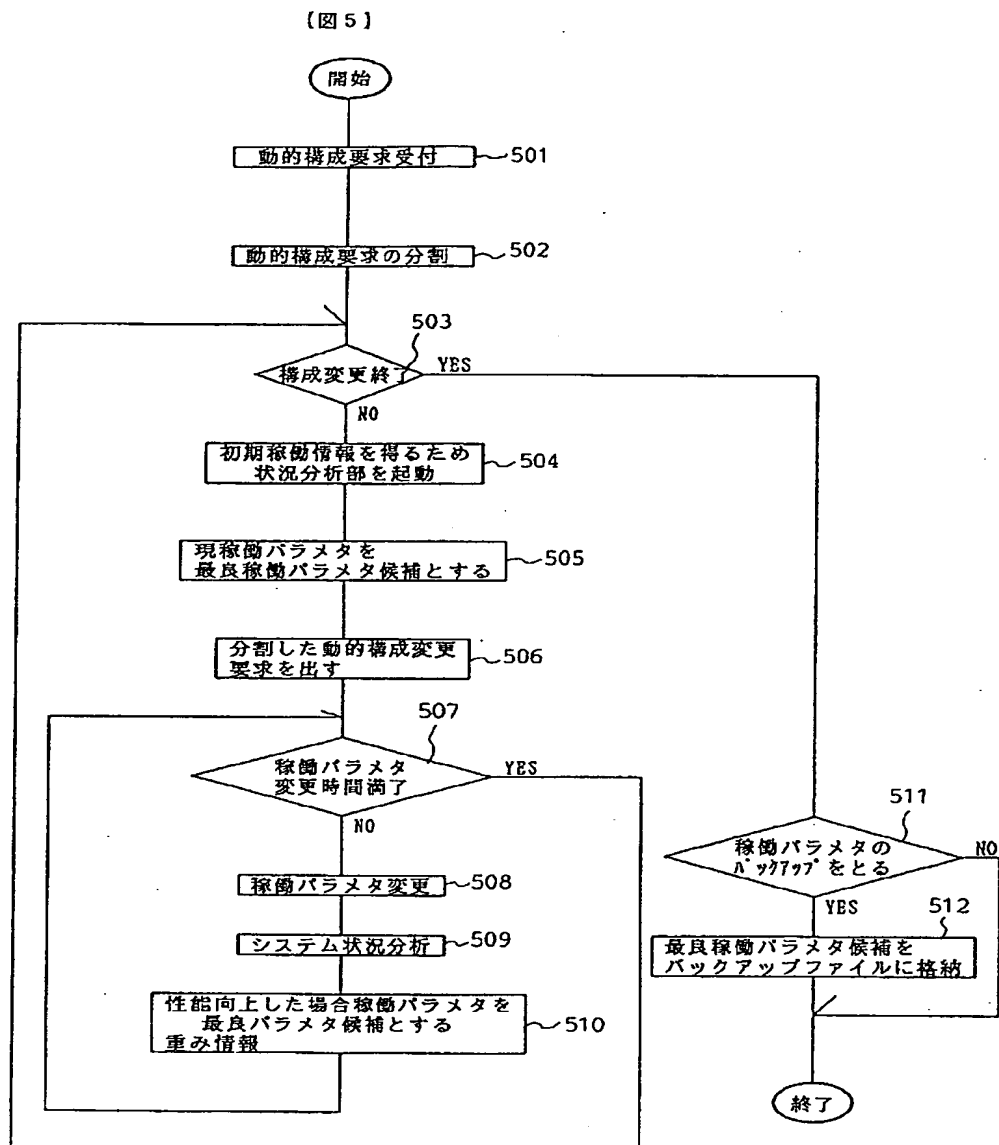 【図5】
開始
動的構成要求受付
501
動的構成要求の分割
502
503
構成変更終了
YES
NO
初期稼働情報を得るため
状況分析部を起動
504
現稼働パラメタを
最良稼働パラメタ候補とする
505
分割した動的構成変更
要求を出す
506
507
稼働パラメタ
変更時間満了
YES
NO
稼働パラメタ変更
508
システム状況分析
509
性能向上した場合稼働パラメタを
最良パラメタ候補とする
重み情報
510
511
稼働パラメタの
バックアップをとる
NO
YES
512
最良稼働パラメタ候補を
バックアップファイルに格納
終了